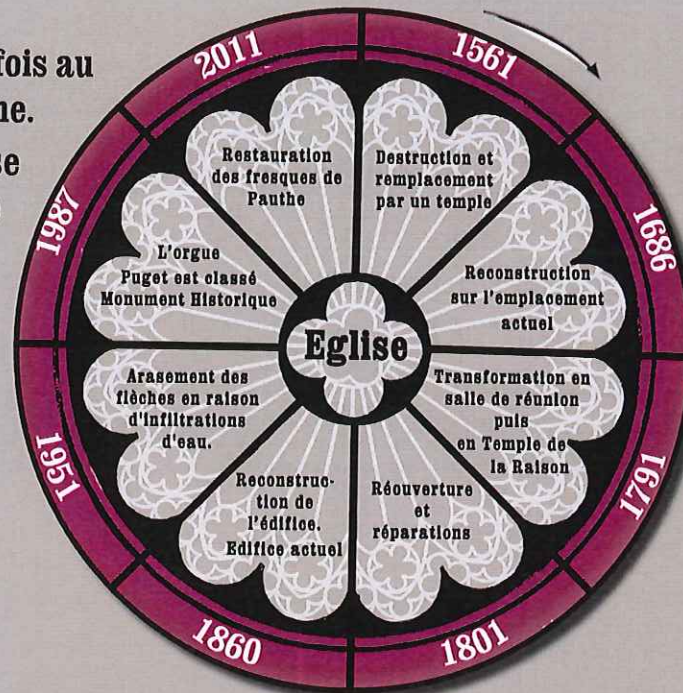 fois au
ne.
se
2011
1561
1686
1791
1801
1860
1951
1987
Eglise
Destruction et
remplacement
par un temple
Reconstruction
sur l'emplacement
actuel
Transformation en
salle de réunion
puis
en Temple de
la Raison
Réouverture
et
réparations
Reconstruc-
tion de
l'édifice.
Edifice actuel
Arasement des
flèches en raison
d'infiltrations
d'eau.
L'orgue
Puget est classé
Monument Historique
Restauration
des fresques de
Pauthe